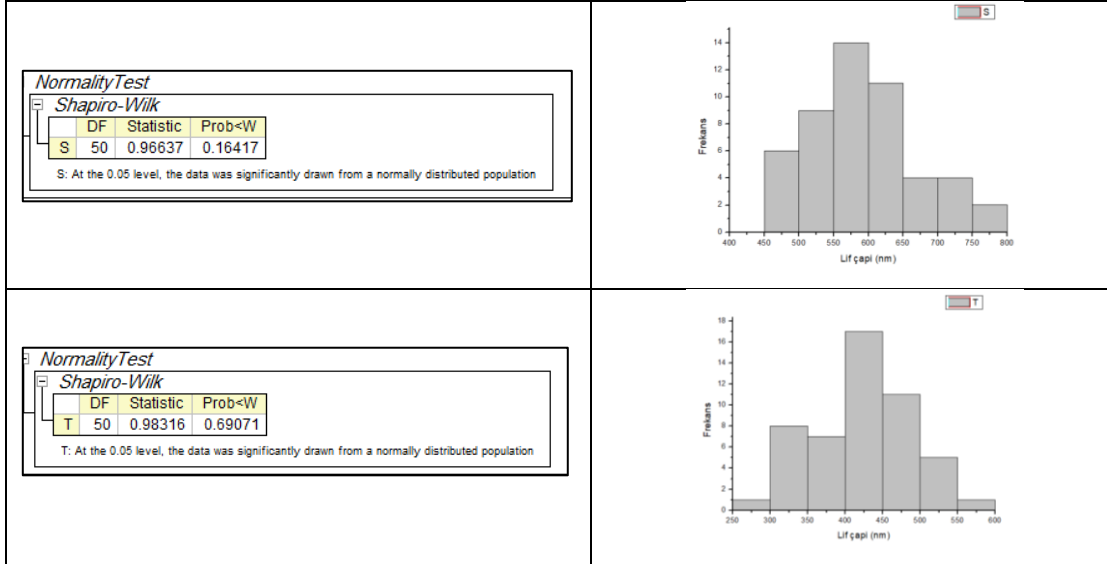 NormalityTest
Shapiro-Wilk
DF Statistic Prob<W
S 50 0.96637 0.16417
S: At the 0.05 level, the data was significantly drawn from a normally distributed population
S
14
12
10
8
6
4
2
0
Frekans
400 450 500 550 600 650 700 750 800
Lif çapi (nm)
NormalityTest
Shapiro-Wilk
DF Statistic Prob<W
T 50 0.98316 0.69071
T: At the 0.05 level, the data was significantly drawn from a normally distributed population
T
18
16
14
12
10
8
6
4
2
0
Frekans
250 300 350 400 450 500 550 600
Lif çapi (nm)